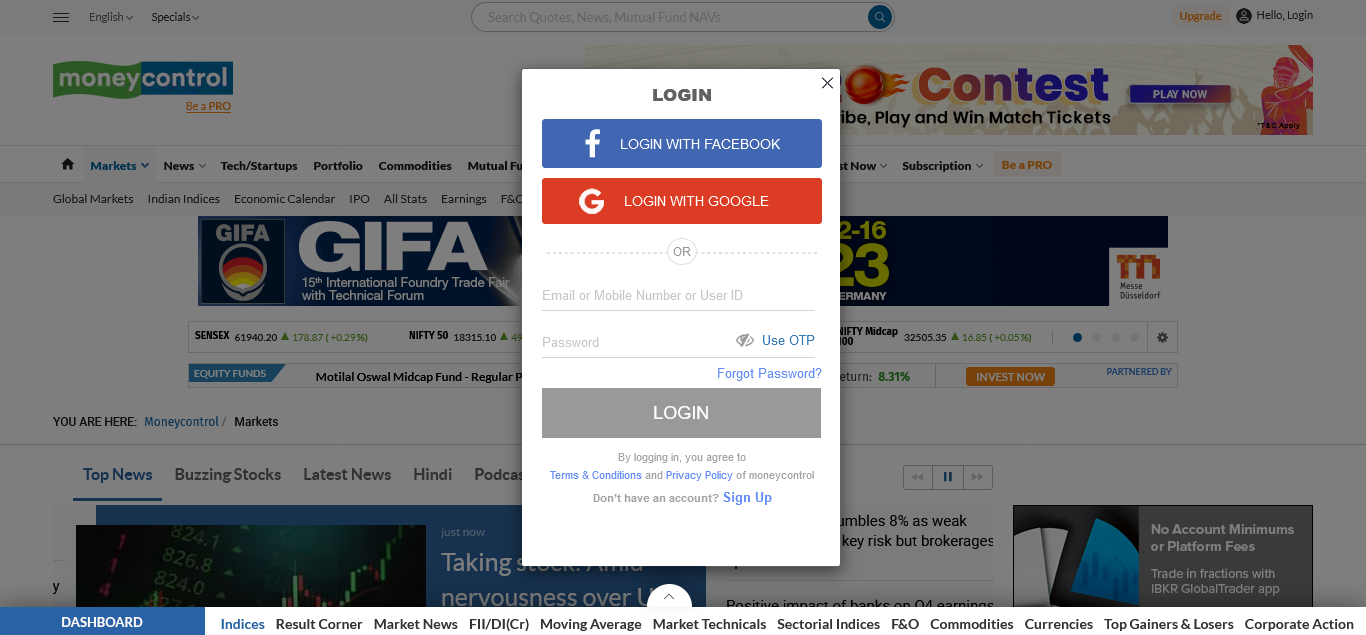 English
Specials
Search Quotes, News, Mutual Fund NAVs
Upgrade
Hello, Login
moneycontrol
Be a PRO
Contest
PLAY NOW
ibe, Play and Win Match Tickets
*T&C Apply
Markets
News
Tech/Startups
Portfolio
Commodities
Mutual Fu
st Now
Subscription
Be a PRO
Global Markets
Indian Indices
Economic Calendar
IPO
All Stats
Earnings
F&O
GIFA
GIFA
15th International Foundry Trade Fair
with Technical Forum
2-16
23
ERMANY
Messe
Düsseldorf
SENSEX 61940.20 178.87 (+0.29%)
NIFTY 50 18315.10 49
NIFTY Midcap
100 32505.35 16.85 (+0.05%)
EQUITY FUNDS
Motilal Oswal Midcap Fund - Regular P
eturn: 8.31%
INVEST NOW
PARTNERED BY
YOU ARE HERE: Moneycontrol / Markets
Top News
Buzzing Stocks
Latest News
Hindi
Podcas
824.1
826.8
824.0
just now
Taking stock: Amid
nervousness over U
y
umbles 8% as weak
key risk but brokerages
Positive impact of banks on Q4 earnings
No Account Minimums
or Platform Fees
Trade in fractions with
IBKR GlobalTrader app
LOGIN
LOGIN WITH FACEBOOK
LOGIN WITH GOOGLE
OR
Email or Mobile Number or User ID
Password
Use OTP
Forgot Password?
LOGIN
By logging in, you agree to
Terms & Conditions and Privacy Policy of moneycontrol
Don't have an account? Sign Up
DASHBOARD
Indices
Result Corner
Market News
FII/DI(Cr)
Moving Average
Market Technicals
Sectorial Indices
F&O
Commodities
Currencies
Top Gainers & Losers
Corporate Action